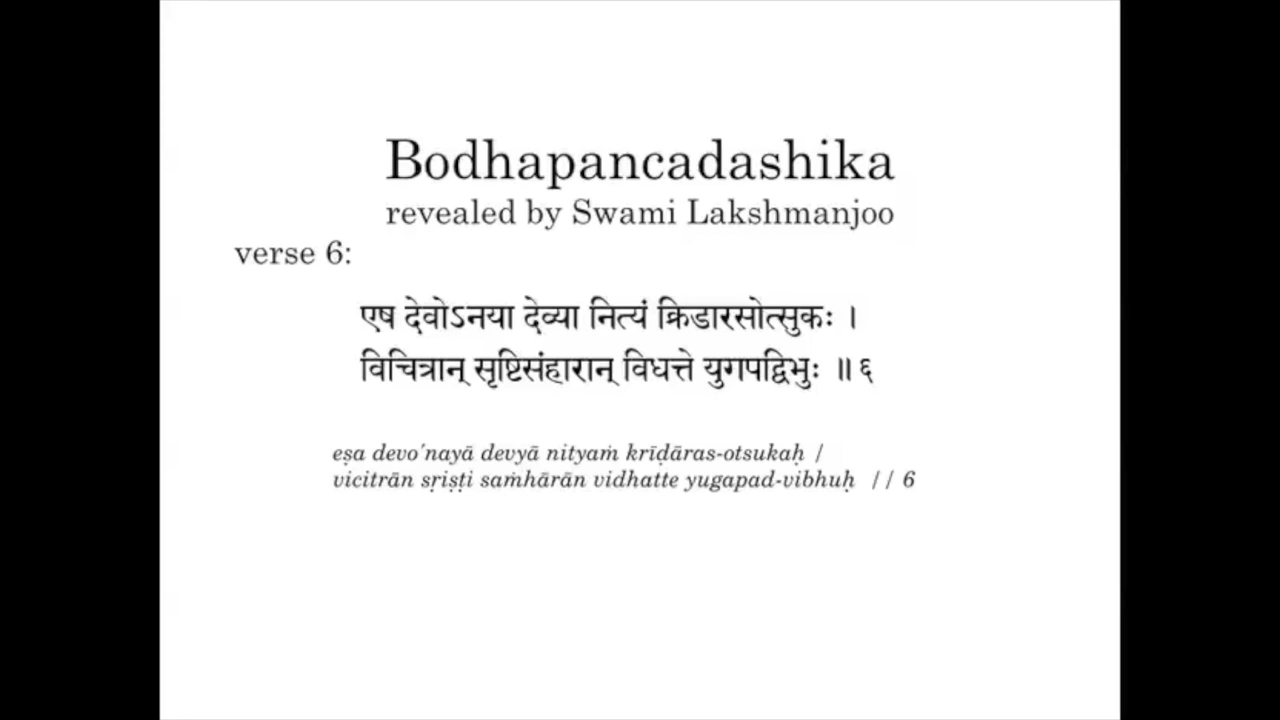 Bodhapancadashika
revealed by Swami Lakshmanjoo
verse 6:
एष देवोऽनया देव्या नित्यं क्रिडारसोत्सुकः ।
विचित्रान् सृष्टिसंहारान् विधत्ते युगपद्विभुः ॥ ६
eṣa devo´nayā devyā nityaṁ krīḍāras-otsukaḥ /
vicitrān sṛiṣṭi saṁhārān vidhatte yugapad-vibhuḥ // 6